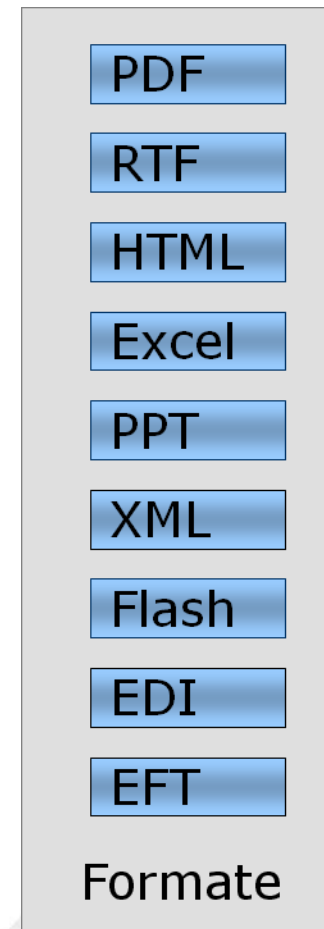 PDF
RTF
HTML
Excel
PPT
XML
Flash
EDI
EFT
Formate